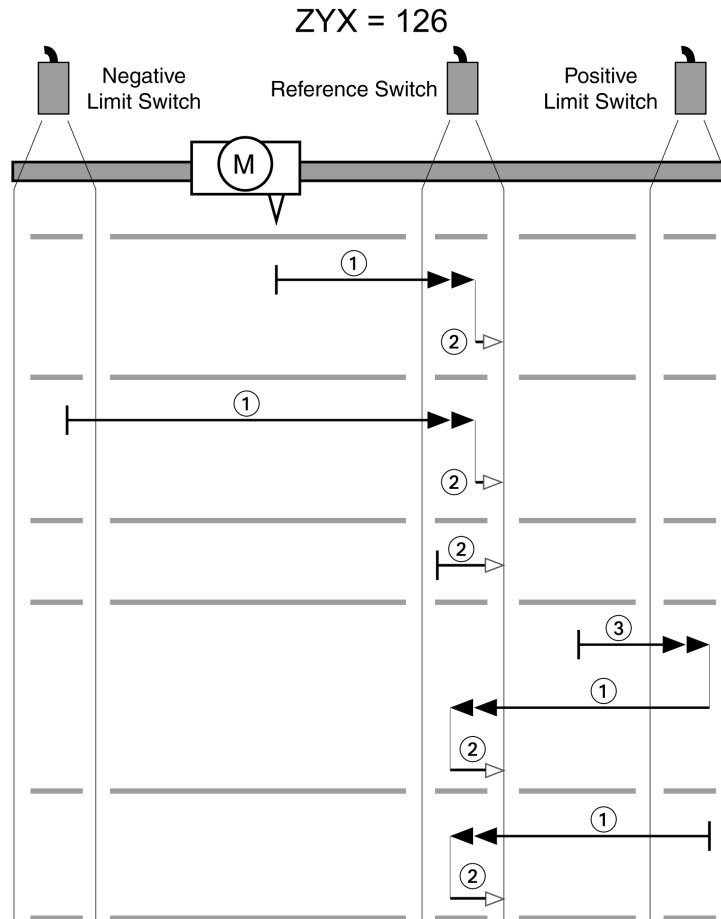 ZYX = 126
Negative
Limit Switch
Reference Switch
Positive
Limit Switch
M
1
2
1
2
2
3
1
2
1
2